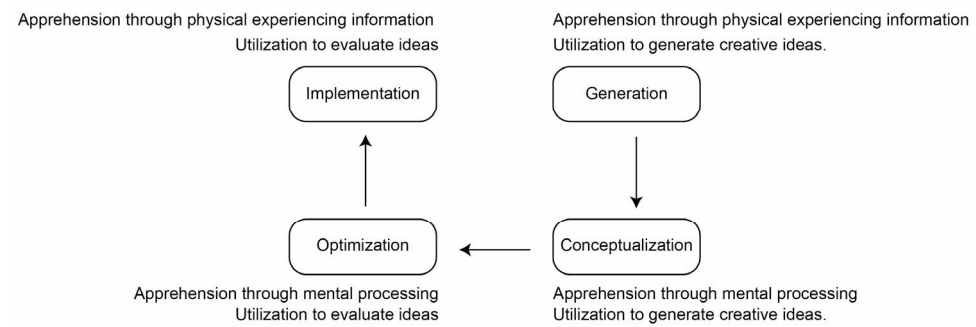 Apprehension through physical experiencing information
Utilization to evaluate ideas
Implementation
Apprehension through physical experiencing information
Utilization to generate creative ideas.
Generation
Optimization
Apprehension through mental processing
Utilization to evaluate ideas
Conceptualization
Apprehension through mental processing
Utilization to generate creative ideas.